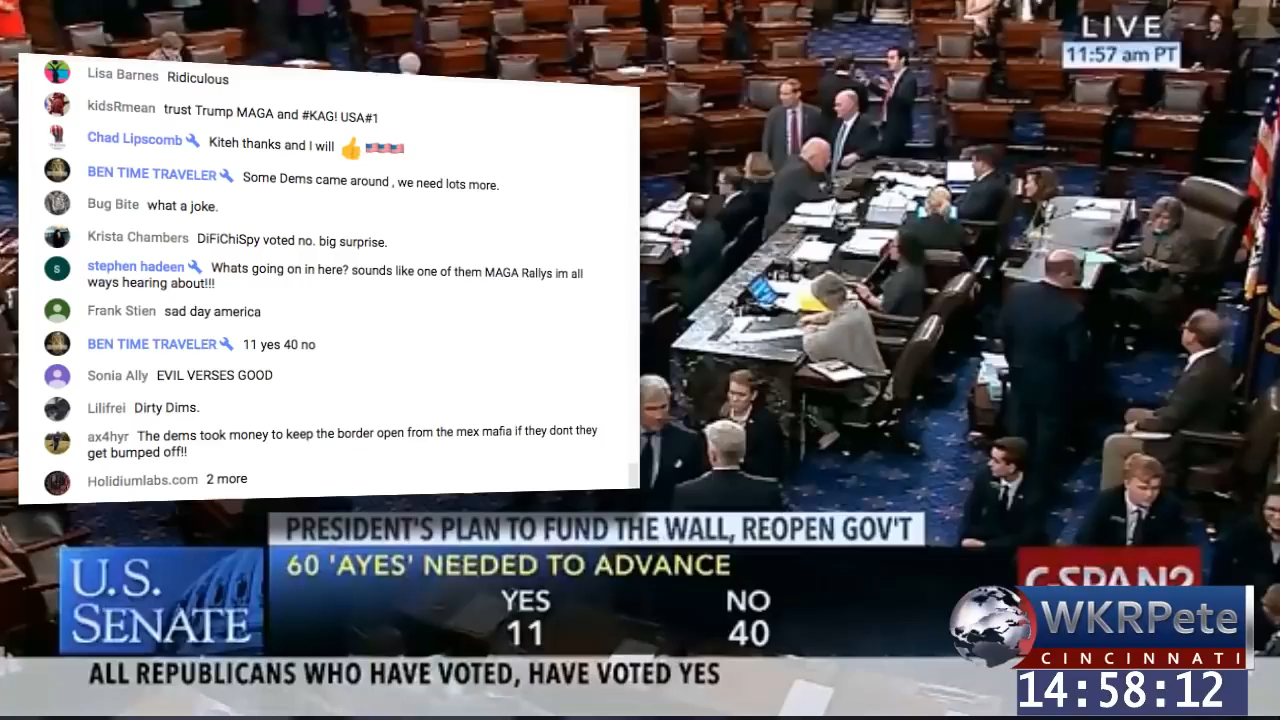 LIVE
11:57 am PT
Lisa Barnes Ridiculous
kidsRmean trust Trump MAGA and #KAG! USA#1
Chad Lipscomb Kiteh thanks and I will 👍
BEN TIME TRAVELER Some Dems came around , we need lots more.
Bug Bite what a joke.
Krista Chambers DiFiChiSpy voted no. big surprise.
S
stephen hadeen Whats going on in here? sounds like one of them MAGA Rallys im all
ways hearing about!!!
Frank Stien sad day america
BEN TIME TRAVELER 11 yes 40 no
Sonia Ally EVIL VERSES GOOD
Lilifrei Dirty Dims.
ax4hyr The dems took money to keep the border open from the mex mafia if they dont they
get bumped off!!
Holidiumlabs.com 2 more
PRESIDENT'S PLAN TO FUND THE WALL, REOPEN GOV'T
U.S.
SENATE
60 'AYES' NEEDED TO ADVANCE
YES NO
11 40
C-SPAN2
WKRPete
CINCINNATI
ALL REPUBLICANS WHO HAVE VOTED, HAVE VOTED YES
14:58:12